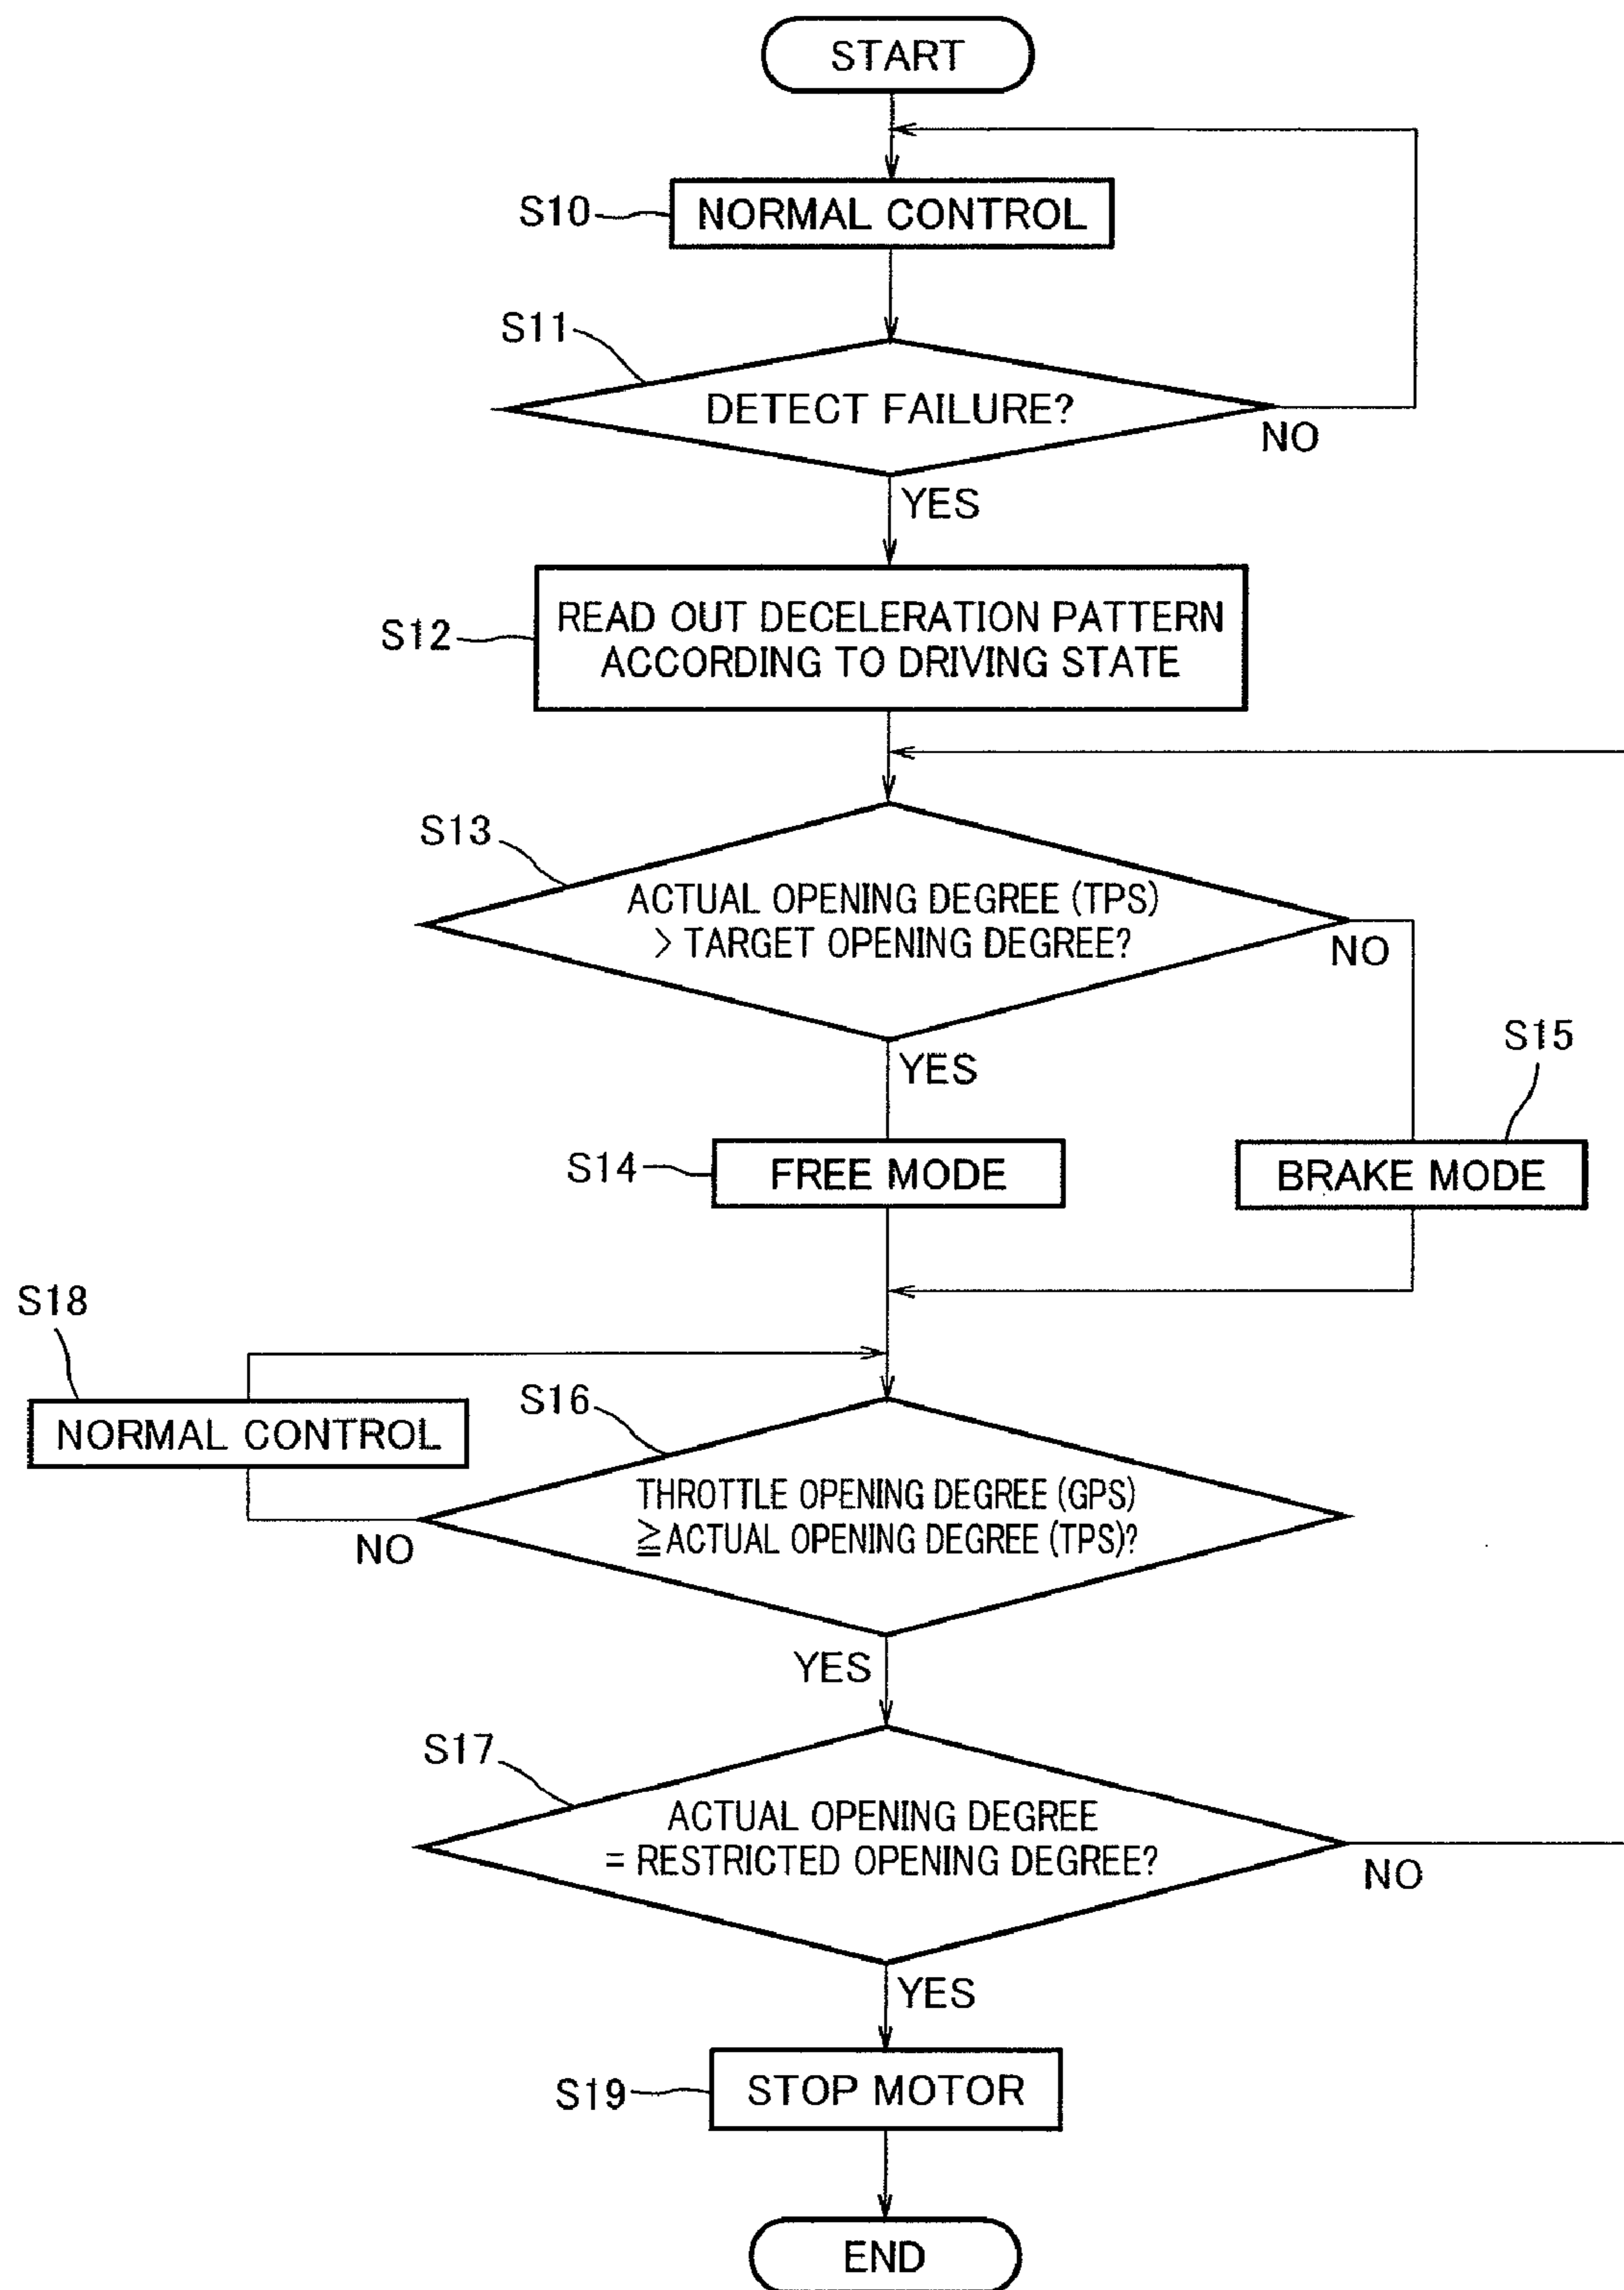 START
S10
NORMAL CONTROL
S11
DETECT FAILURE?
NO
YES
S12
READ OUT DECELERATION PATTERN
ACCORDING TO DRIVING STATE
S13
ACTUAL OPENING DEGREE (TPS)
> TARGET OPENING DEGREE?
NO
YES
S15
S14
FREE MODE
BRAKE MODE
S18
NORMAL CONTROL
S16
THROTTLE OPENING DEGREE (GPS)
≧ACTUAL OPENING DEGREE (TPS)?
NO
YES
S17
ACTUAL OPENING DEGREE
= RESTRICTED OPENING DEGREE?
NO
YES
S19
STOP MOTOR
END